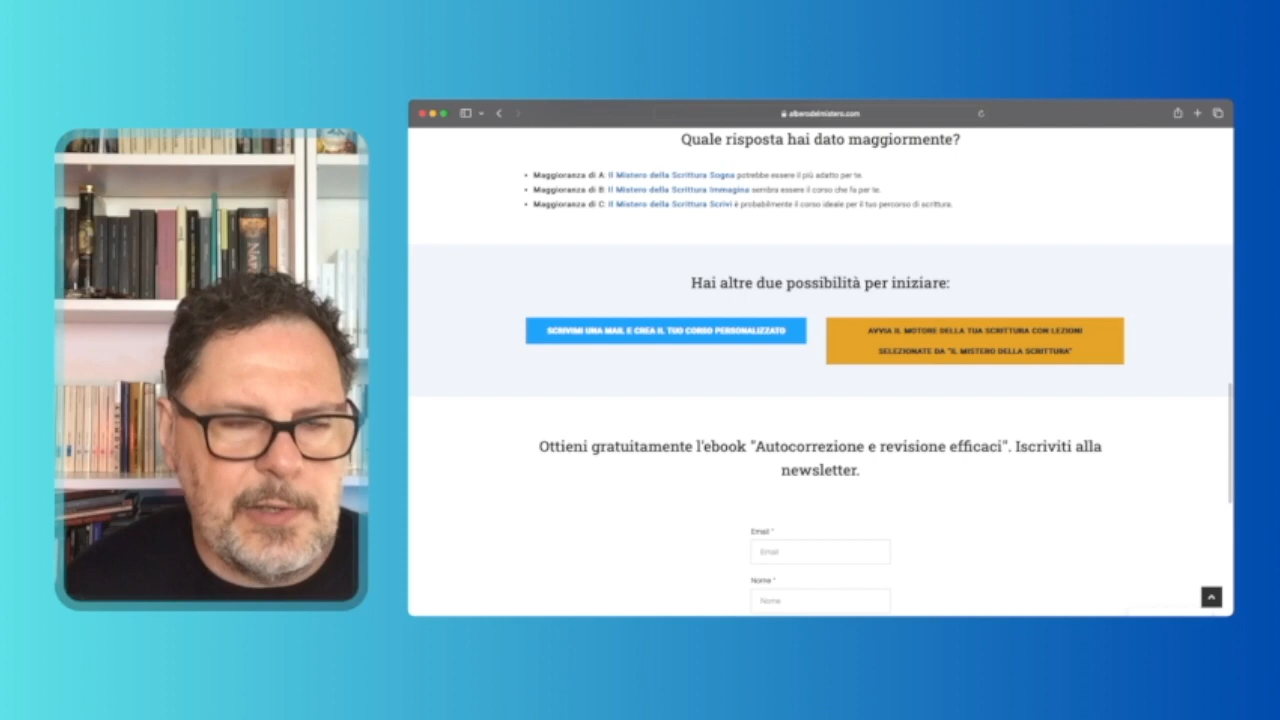 alberodelmistero.com
Quale risposta hai dato maggiormente?
• Maggioranza di A: Il Mistero della Scrittura Sogna potrebbe essere il più adatto per te.
• Maggioranza di B: Il Mistero della Scrittura Immagina sembra essere il corso che fa per te.
• Maggioranza di C: Il Mistero della Scrittura Scrivi è probabilmente il corso ideale per il tuo percorso di scrittura.
Hai altre due possibilità per iniziare:
SCRIVIMI UNA MAIL E CREA IL TUO CORSO PERSONALIZZATO
AVVIA IL MOTORE DELLA TUA SCRITTURA CON LEZIONI
SELEZIONATE DA "IL MISTERO DELLA SCRITTURA"
Ottieni gratuitamente l'ebook "Autocorrezione e revisione efficaci". Iscriviti alla
newsletter.
Email *
Email
Nome *
Nome